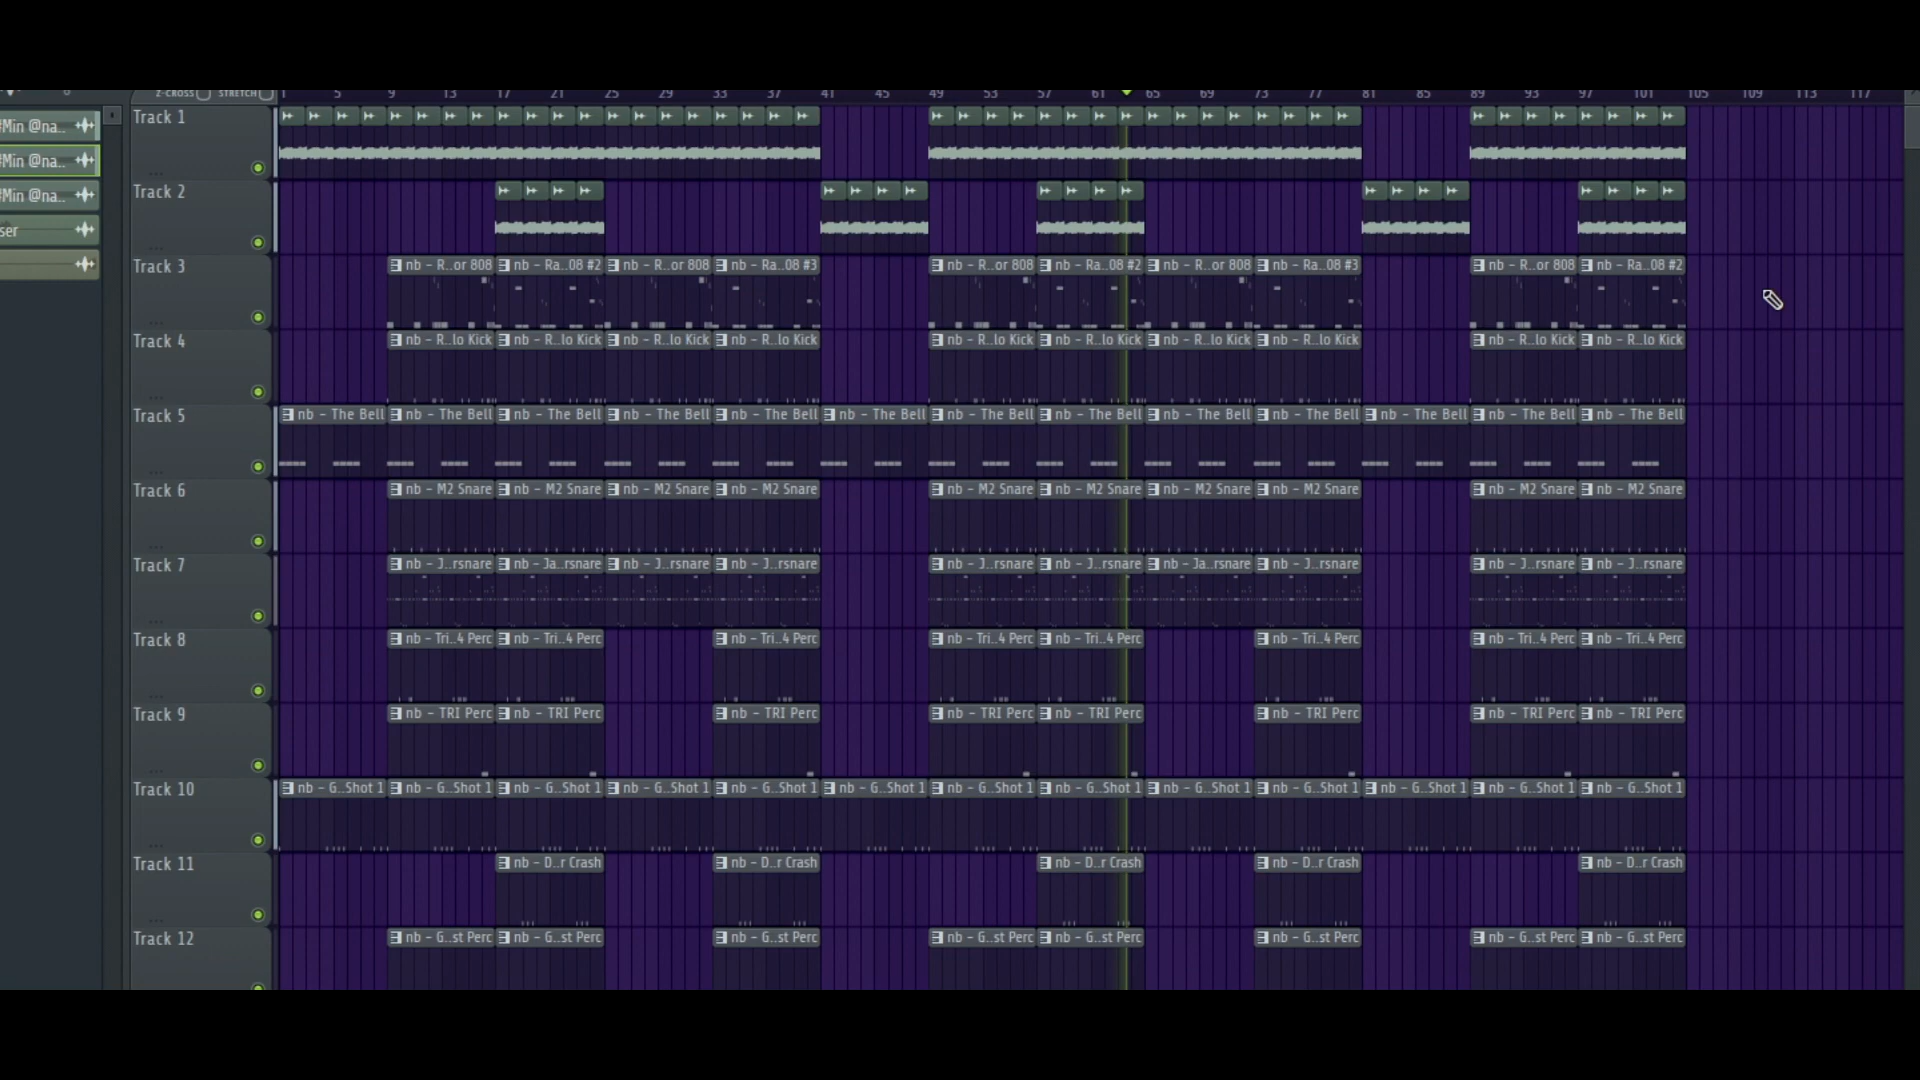 Z-CROSS STRETCH 1 5 9 13 17 21 25 29 33 37 41 45 49 53 57 61 65 69 73 77 81 85 89 93 97 101 105 109 113 117
#Min @na..
#Min @na..
#Min @na..
ser
Track 1
Track 2
Track 3 nb - R..or 808 nb - Ra..08 #2 nb - R..or 808 nb - Ra..08 #3 nb - R..or 808 nb - Ra..08 #2 nb - R..or 808 nb - Ra..08 #3 nb - R..or 808 nb - Ra..08 #2
Track 4 nb - R..lo Kick nb - R..lo Kick nb - R..lo Kick nb - R..lo Kick nb - R..lo Kick nb - R..lo Kick nb - R..lo Kick nb - R..lo Kick nb - R..lo Kick nb - R..lo Kick
Track 5 nb - The Bell nb - The Bell nb - The Bell nb - The Bell nb - The Bell nb - The Bell nb - The Bell nb - The Bell nb - The Bell nb - The Bell nb - The Bell nb - The Bell nb - The Bell
Track 6 nb - M2 Snare nb - M2 Snare nb - M2 Snare nb - M2 Snare nb - M2 Snare nb - M2 Snare nb - M2 Snare nb - M2 Snare nb - M2 Snare nb - M2 Snare
Track 7 nb - J..rsnare nb - Ja..rsnare nb - J..rsnare nb - J..rsnare nb - J..rsnare nb - J..rsnare nb - Ja..rsnare nb - J..rsnare nb - J..rsnare nb - J..rsnare
Track 8 nb - Tri..4 Perc nb - Tri..4 Perc nb - Tri..4 Perc nb - Tri..4 Perc nb - Tri..4 Perc nb - Tri..4 Perc nb - Tri..4 Perc nb - Tri..4 Perc
Track 9 nb - TRI Perc nb - TRI Perc nb - TRI Perc nb - TRI Perc nb - TRI Perc nb - TRI Perc nb - TRI Perc nb - TRI Perc
Track 10 nb - G..Shot 1 nb - G..Shot 1 nb - G..Shot 1 nb - G..Shot 1 nb - G..Shot 1 nb - G..Shot 1 nb - G..Shot 1 nb - G..Shot 1 nb - G..Shot 1 nb - G..Shot 1 nb - G..Shot 1 nb - G..Shot 1 nb - G..Shot 1
Track 11 nb - D..r Crash nb - D..r Crash nb - D..r Crash nb - D..r Crash nb - D..r Crash
Track 12 nb - G..st Perc nb - G..st Perc nb - G..st Perc nb - G..st Perc nb - G..st Perc nb - G..st Perc nb - G..st Perc nb - G..st Perc